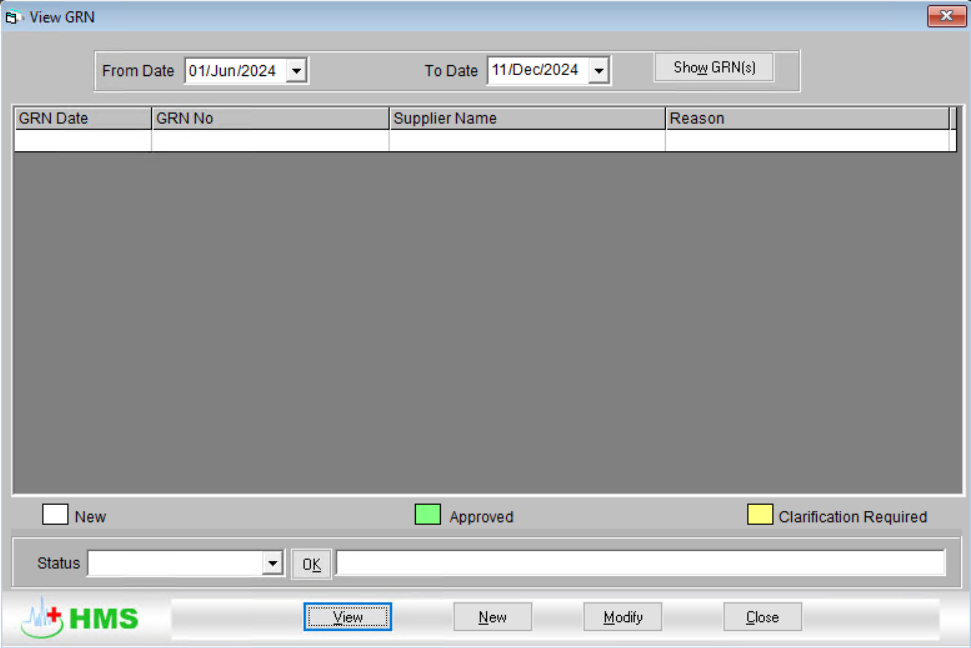 View GRN
From Date 01/Jun/2024 To Date 11/Dec/2024 Show GRN(s)
GRN Date GRN No Supplier Name Reason
New Approved Clarification Required
Status OK
HMS View New Modify Close